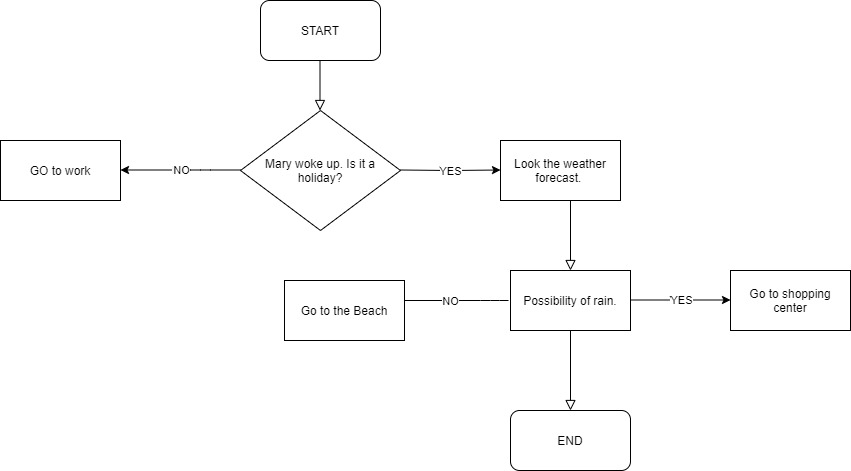 START
Mary woke up. Is it a
holiday?
GO to work
NO
YES
Look the weather
forecast.
Go to the Beach
NO
Possibility of rain.
YES
Go to shopping
center
END